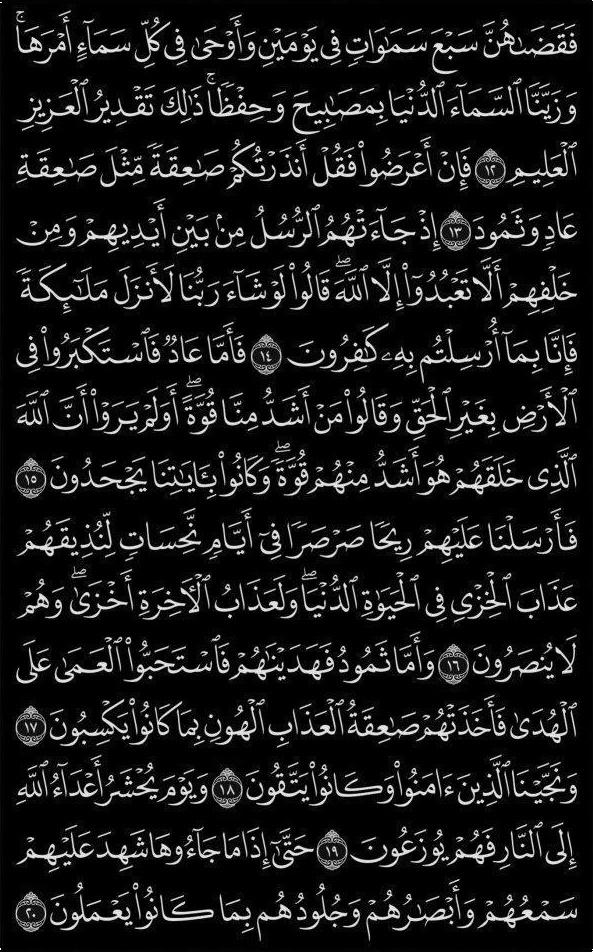 فَقَضَىٰهُنَّ سَبْعَ سَمَٰوَاتٍ فِي يَوْمَيْنِ وَأَوْحَىٰ فِي كُلِّ سَمَآءٍ أَمْرَهَاۚ
وَزَيَّنَّا ٱلسَّمَآءَ ٱلدُّنْيَا بِمَصَٰبِيحَ وَحِفْظًاۚ ذَٰلِكَ تَقْدِيرُ ٱلْعَزِيزِ
ٱلْعَلِيمِ ١٢ فَإِنْ أَعْرَضُوا۟ فَقُلْ أَنذَرْتُكُمْ صَٰعِقَةً مِّثْلَ صَٰعِقَةِ
عَادٍ وَثَمُودَ ١٣ إِذْ جَآءَتْهُمُ ٱلرُّسُلُ مِنۢ بَيْنِ أَيْدِيهِمْ وَمِنْ
خَلْفِهِمْ أَلَّا تَعْبُدُوٓا۟ إِلَّا ٱللَّهَۖ قَالُوا۟ لَوْ شَآءَ رَبُّنَا لَأَنزَلَ مَلَٰٓئِكَةً
فَإِنَّا بِمَآ أُرْسِلْتُم بِهِۦ كَٰفِرُونَ ١٤ فَأَمَّا عَادٌ فَٱسْتَكْبَرُوا۟ فِي
ٱلْأَرْضِ بِغَيْرِ ٱلْحَقِّ وَقَالُوا۟ مَنْ أَشَدُّ مِنَّا قُوَّةًۖ أَوَلَمْ يَرَوْا۟ أَنَّ ٱللَّهَ
ٱلَّذِي خَلَقَهُمْ هُوَ أَشَدُّ مِنْهُمْ قُوَّةًۖ وَكَانُوا۟ بِـَٔايَٰتِنَا يَجْحَدُونَ ١٥
فَأَرْسَلْنَا عَلَيْهِمْ رِيحًا صَرْصَرًا فِيٓ أَيَّامٍ نَّحِسَاتٍ لِّنُذِيقَهُمْ
عَذَابَ ٱلْخِزْيِ فِي ٱلْحَيَوٰةِ ٱلدُّنْيَاۖ وَلَعَذَابُ ٱلْـَٔاخِرَةِ أَخْزَىٰۖ وَهُمْ
لَا يُنصَرُونَ ١٦ وَأَمَّا ثَمُودُ فَهَدَيْنَٰهُمْ فَٱسْتَحَبُّوا۟ ٱلْعَمَىٰ عَلَى
ٱلْهُدَىٰ فَأَخَذَتْهُمْ صَٰعِقَةُ ٱلْعَذَابِ ٱلْهُونِ بِمَا كَانُوا۟ يَكْسِبُونَ ١٧
وَنَجَّيْنَا ٱلَّذِينَ ءَامَنُوا۟ وَكَانُوا۟ يَتَّقُونَ ١٨ وَيَوْمَ يُحْشَرُ أَعْدَآءُ ٱللَّهِ
إِلَى ٱلنَّارِ فَهُمْ يُوزَعُونَ ١٩ حَتَّىٰٓ إِذَا مَا جَآءُوهَا شَهِدَ عَلَيْهِمْ
سَمْعُهُمْ وَأَبْصَٰرُهُمْ وَجُلُودُهُم بِمَا كَانُوا۟ يَعْمَلُونَ ٢٠